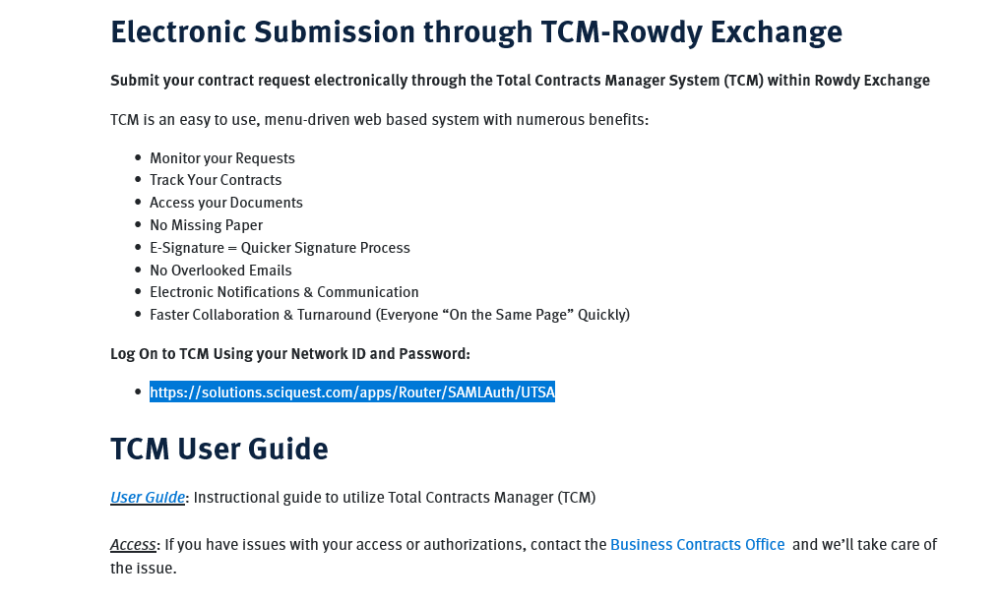 Electronic Submission through TCM-Rowdy Exchange
Submit your contract request electronically through the Total Contracts Manager System (TCM) within Rowdy Exchange
TCM is an easy to use, menu-driven web based system with numerous benefits:
• Monitor your Requests
• Track Your Contracts
• Access your Documents
• No Missing Paper
• E-Signature = Quicker Signature Process
• No Overlooked Emails
• Electronic Notifications & Communication
• Faster Collaboration & Turnaround (Everyone “On the Same Page” Quickly)
Log On to TCM Using your Network ID and Password:
• https://solutions.sciquest.com/apps/Router/SAMLAuth/UTSA
TCM User Guide
User Guide: Instructional guide to utilize Total Contracts Manager (TCM)
Access: If you have issues with your access or authorizations, contact the Business Contracts Office and we’ll take care of
the issue.